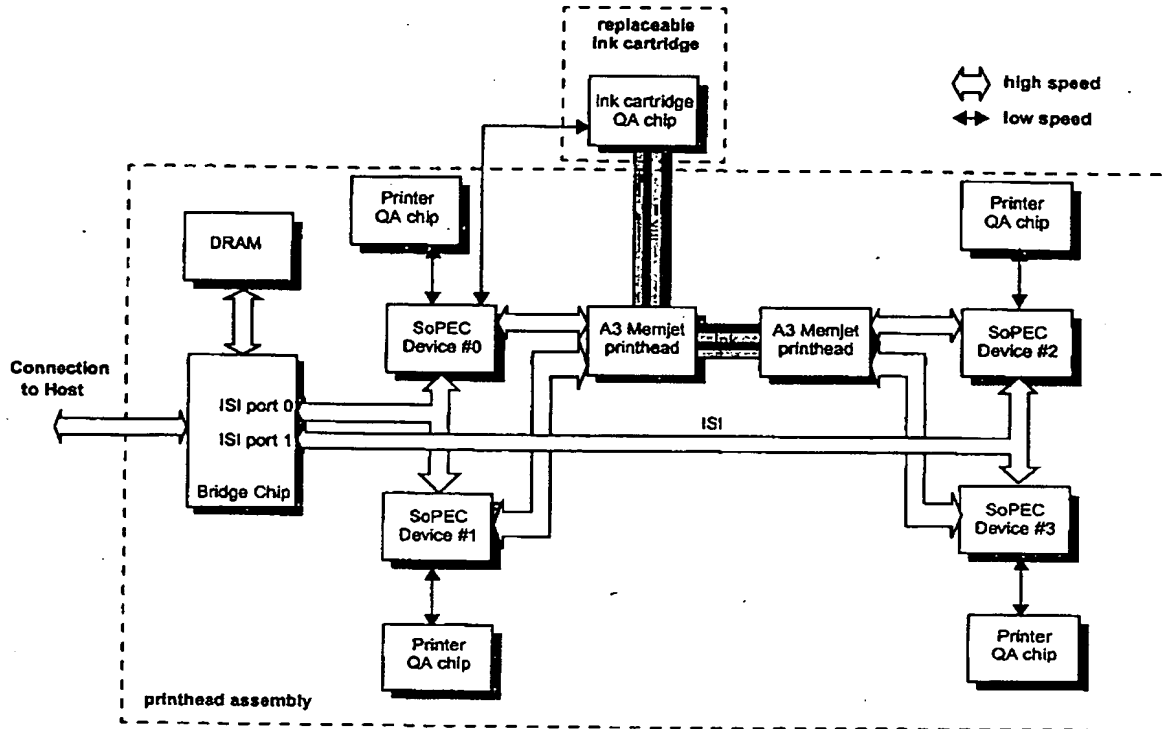 replaceable
ink cartridge
Ink cartridge
QA chip
high speed
low speed
Printer
QA chip
Printer
QA chip
DRAM
SoPEC
Device #0
A3 Memjet
printhead
Ink
Ink
A3 Memjet
printhead
SoPEC
Device #2
Connection
to Host
ISI port 0
ISI port 1
ISI
Bridge Chip
SoPEC
Device #1
SoPEC
Device #3
Printer
QA chip
Printer
QA chip
printhead assembly